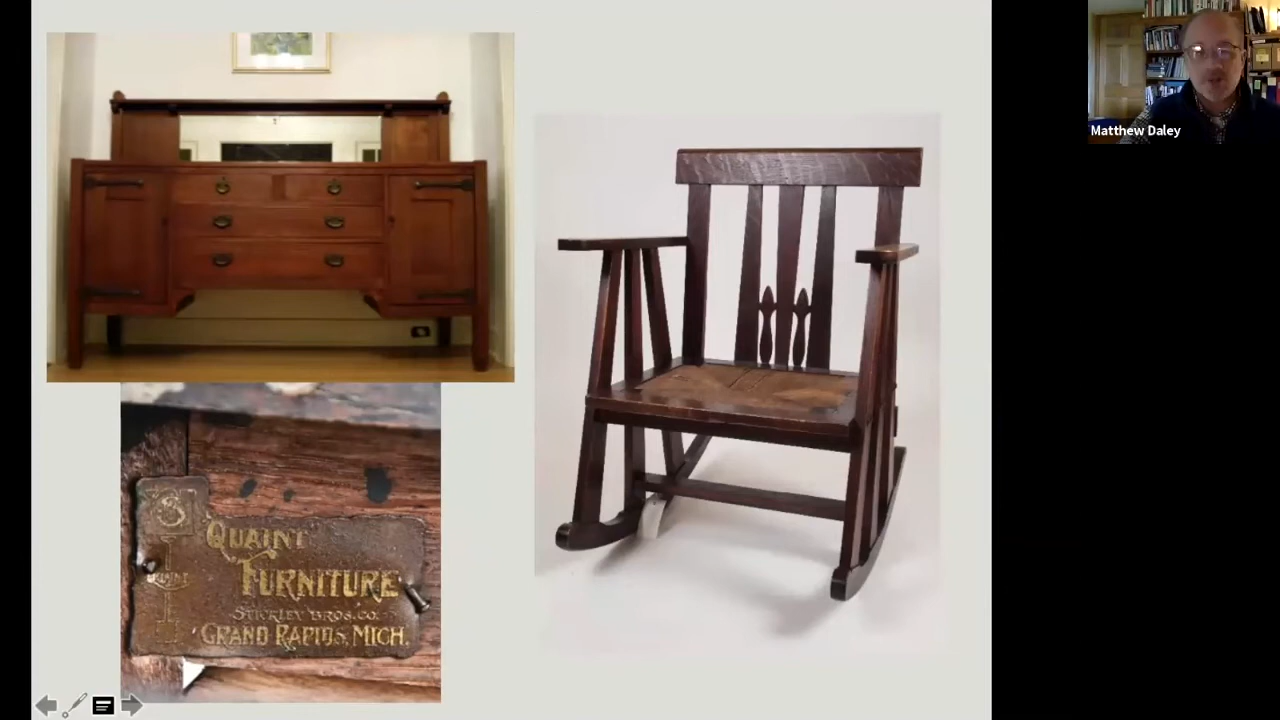 Matthew Daley
S
QUAINT
FURNITURE
STICKLEY BROS. CO.
GRAND RAPIDS, MICH.